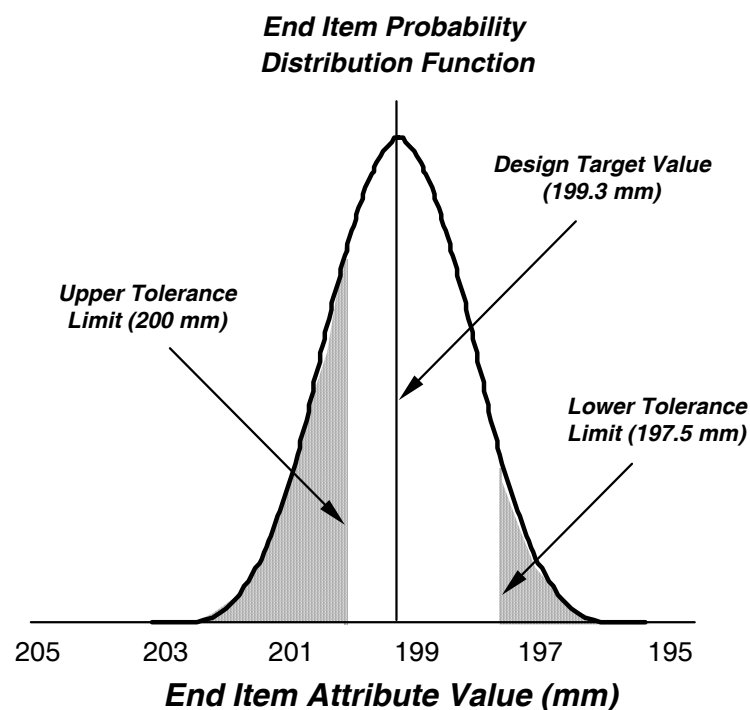 End Item Probability
Distribution Function
Design Target Value
(199.3 mm)
Upper Tolerance
Limit (200 mm)
Lower Tolerance
Limit (197.5 mm)
205 203 201 199 197 195
End Item Attribute Value (mm)